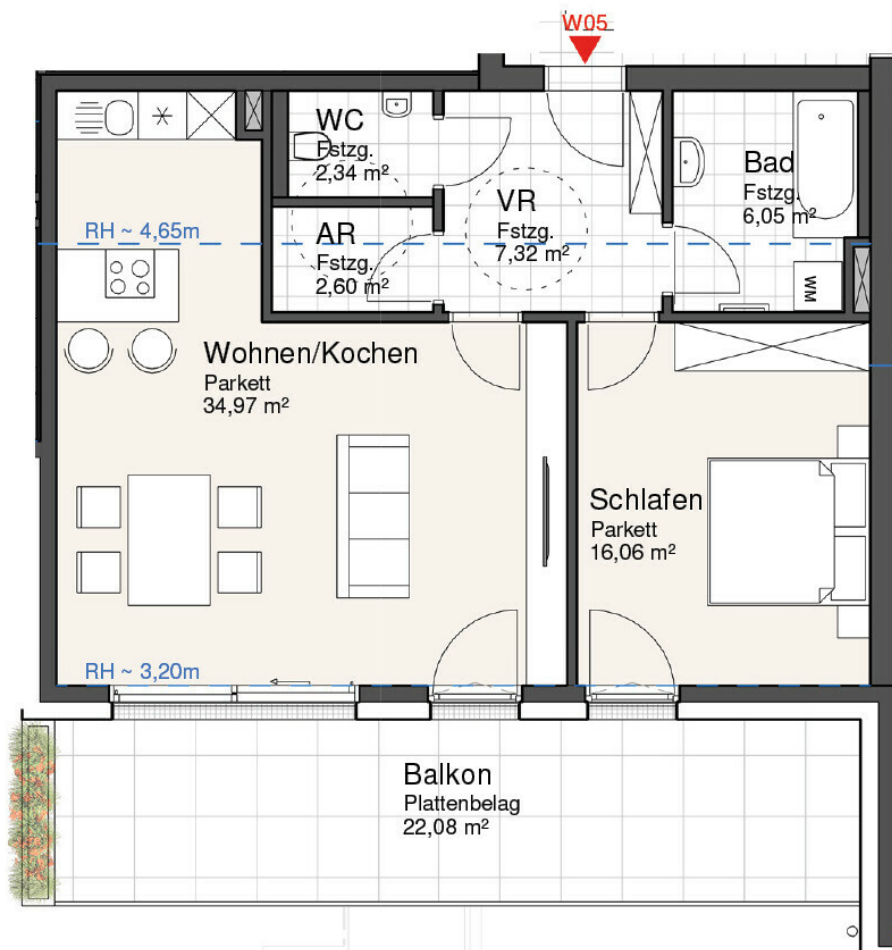 W05
WC
Fstzg.
2,34 m²
VR
Fstzg.
7,32 m²
Bad
Fstzg.
6,05 m²
RH ~ 4,65m
AR
Fstzg.
2,60 m²
WM
Wohnen/Kochen
Parkett
34,97 m²
Schlafen
Parkett
16,06 m²
RH ~ 3,20m
Balkon
Plattenbelag
22,08 m²